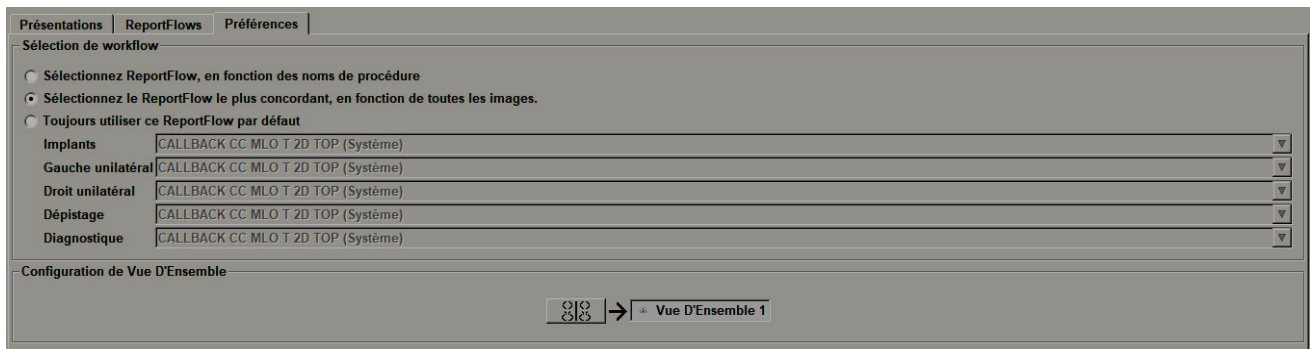 Présentations ReportFlows Préférences
Sélection de workflow
Sélectionnez ReportFlow, en fonction des noms de procédure
Sélectionnez le ReportFlow le plus concordant, en fonction de toutes les images.
Toujours utiliser ce ReportFlow par défaut
Implants CALLBACK CC MLO T 2D TOP (Système)
Gauche unilatéral CALLBACK CC MLO T 2D TOP (Système)
Droit unilatéral CALLBACK CC MLO T 2D TOP (Système)
Dépistage CALLBACK CC MLO T 2D TOP (Système)
Diagnostique CALLBACK CC MLO T 2D TOP (Système)
Configuration de Vue D'Ensemble
Vue D'Ensemble 1